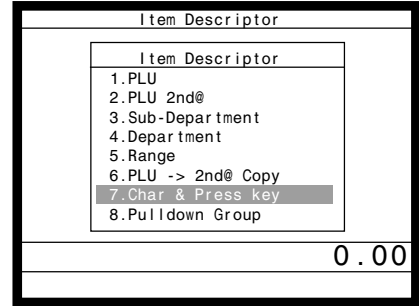 Item Descriptor
Item Descriptor
1.PLU
2.PLU 2nd@
3.Sub-Department
4.Department
5.Range
6.PLU -> 2nd@ Copy
7.Char & Press key
8.Pulldown Group
0.00